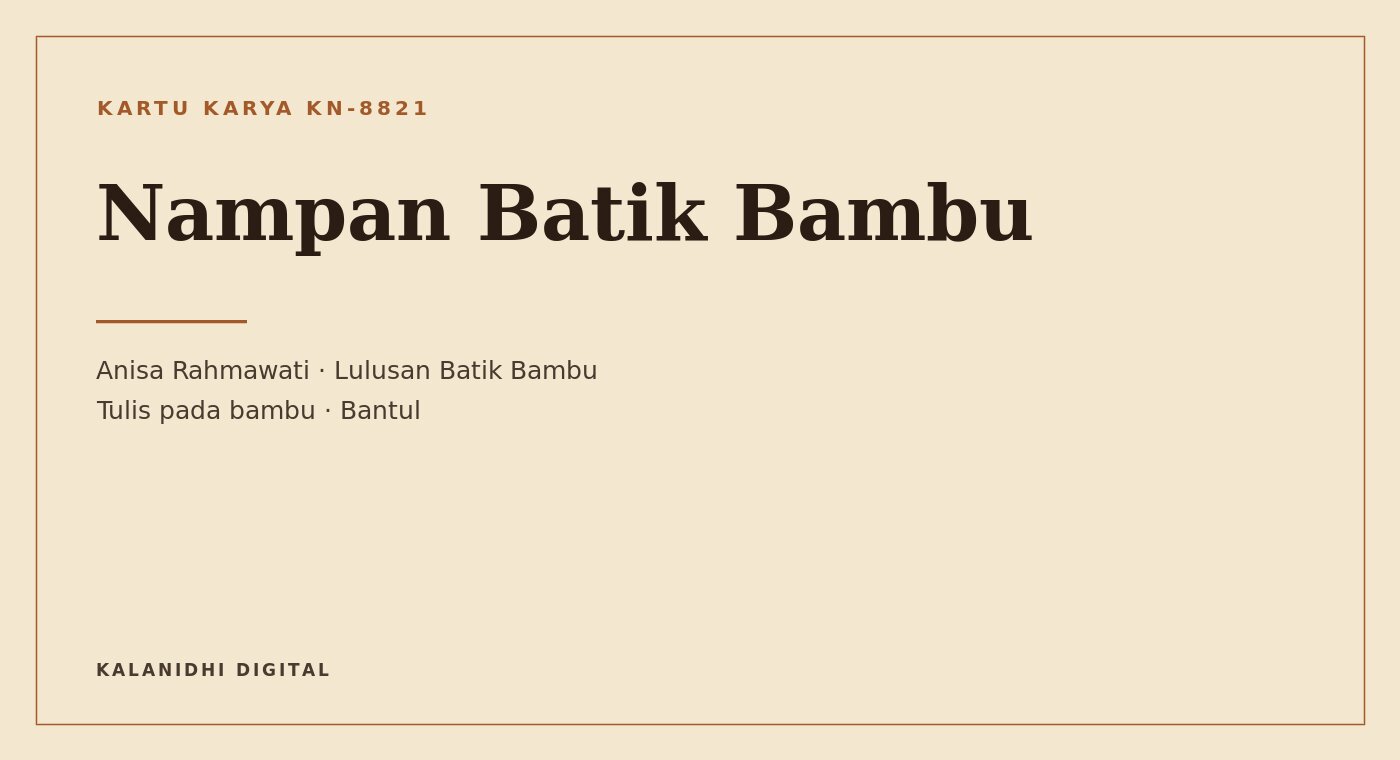 KARTU KARYA KN-8821
Nampan Batik Bambu
Anisa Rahmawati · Lulusan Batik Bambu
Tulis pada bambu · Bantul
KALANIDHI DIGITAL